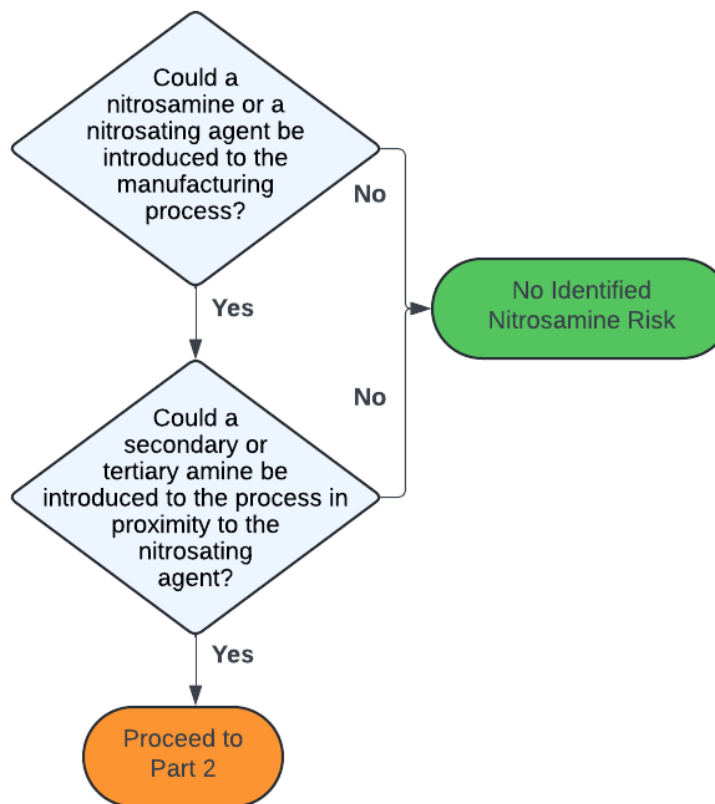 Could a
nitrosamine or a
nitrosating agent be
introduced to the
manufacturing
process?
No
Yes
No Identified
Nitrosamine Risk
No
Could a
secondary or
tertiary amine be
introduced to the process in
proximity to the
nitrosating
agent?
Yes
Proceed to
Part 2